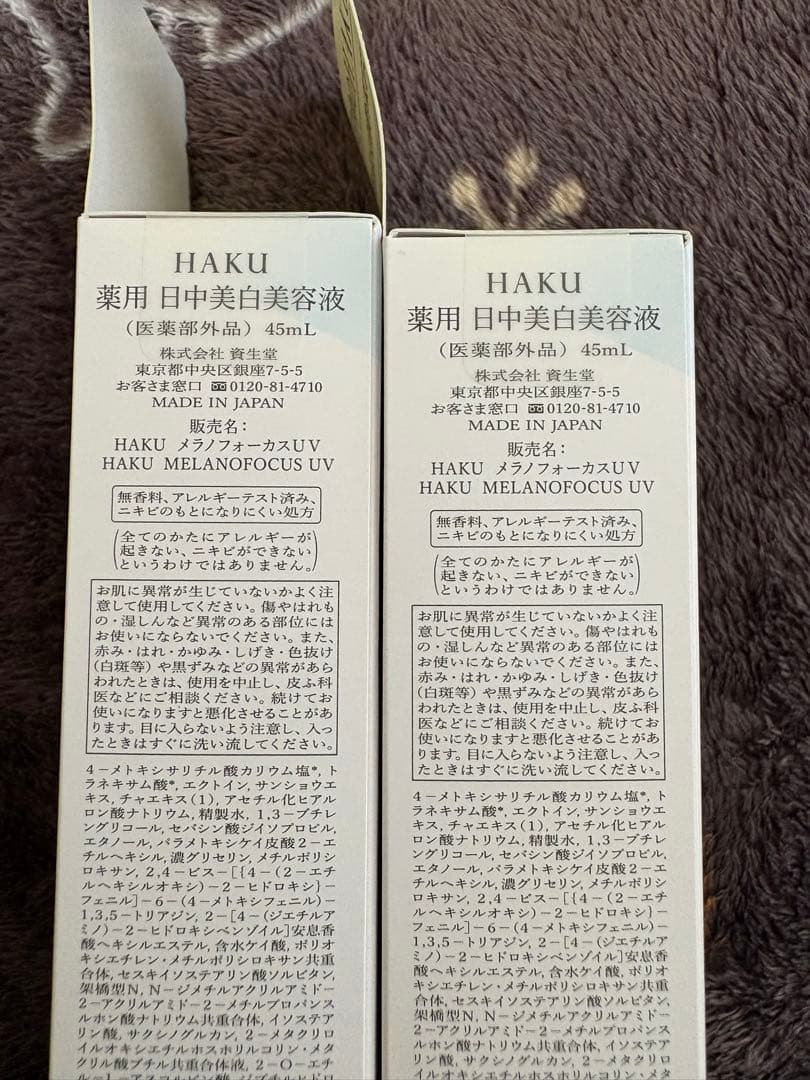 HAKU
薬用 日中美白美容液
(医薬部外品) 45mL
株式会社 資生堂
東京都中央区銀座7-5-5
お客さま窓口 0120-81-4710
MADE IN JAPAN
販売名:
HAKU メラノフォーカスUV
HAKU MELANOFOCUS UV
無香料、アレルギーテスト済み、
ニキビのもとになりにくい処方
(全てのかたにアレルギーが
起きない、ニキビができない
というわけではありません。)
お肌に異常が生じていないかよく注
意して使用してください。傷やはれも
の・湿しんなど異常のある部位には
お使いにならないでください。また、
赤み・はれ・かゆみ・しげき・色抜け
(白斑等)や黒ずみなどの異常があら
われたときは、使用を中止し、皮ふ科
医などにご相談ください。続けてお
使いになりますと悪化させることがあ
ります。目に入らないよう注意し、入っ
たときはすぐに洗い流してください。
4-メトキシサリチル酸カリウム塩*, ト
ラネキサム酸*, エクトイン, サンショウエ
キス, チャエキス(1), アセチル化ヒアル
ロン酸ナトリウム, 精製水, 1,3-ブチレ
ングリコール, セバシン酸ジイソプロピル,
エタノール, パラメトキシケイ皮酸2-エ
チルヘキシル, 濃グリセリン, メチルポリシ
ロキサン, 2,4-ビス-[{4-(2-エチ
ルヘキシルオキシ)-2-ヒドロキシ}-
フェニル]-6-(4-メトキシフェニル)-
1,3,5-トリアジン, 2-[4-(ジエチルア
ミノ)-2-ヒドロキシベンゾイル]安息香
酸ヘキシルエステル, 含水ケイ酸, ポリオ
キシエチレン・メチルポリシロキサン共重
合体, セスキイソステアリン酸ソルビタン,
架橋型N, N-ジメチルアクリルアミド-
2-アクリルアミド-2-メチルプロパンス
ルホン酸ナトリウム共重合体, イソステア
リン酸, サクシノグルカン, 2-メタクリロ
イルオキシエチルホスホリルコリン・メタ
クリル酸ブチル共重合体液, 2-O-エチ
HAKU
薬用 日中美白美容液
(医薬部外品) 45mL
株式会社 資生堂
東京都中央区銀座7-5-5
お客さま窓口 0120-81-4710
MADE IN JAPAN
販売名:
HAKU メラノフォーカスUV
HAKU MELANOFOCUS UV
無香料、アレルギーテスト済み、
ニキビのもとになりにくい処方
(全てのかたにアレルギーが
起きない、ニキビができない
というわけではありません。)
お肌に異常が生じていないかよく注
意して使用してください。傷やはれも
の・湿しんなど異常のある部位には
お使いにならないでください。また、
赤み・はれ・かゆみ・しげき・色抜け
(白斑等)や黒ずみなどの異常があら
われたときは、使用を中止し、皮ふ科
医などにご相談ください。続けてお
使いになりますと悪化させることがあ
ります。目に入らないよう注意し、入っ
たときはすぐに洗い流してください。
4-メトキシサリチル酸カリウム塩*, ト
ラネキサム酸*, エクトイン, サンショウエ
キス, チャエキス(1), アセチル化ヒアル
ロン酸ナトリウム, 精製水, 1,3-ブチレ
ングリコール, セバシン酸ジイソプロピル,
エタノール, パラメトキシケイ皮酸2-エ
チルヘキシル, 濃グリセリン, メチルポリシ
ロキサン, 2,4-ビス-[{4-(2-エチ
ルヘキシルオキシ)-2-ヒドロキシ}-
フェニル]-6-(4-メトキシフェニル)-
1,3,5-トリアジン, 2-[4-(ジエチルア
ミノ)-2-ヒドロキシベンゾイル]安息香
酸ヘキシルエステル, 含水ケイ酸, ポリオ
キシエチレン・メチルポリシロキサン共重
合体, セスキイソステアリン酸ソルビタン,
架橋型N, N-ジメチルアクリルアミド-
2-アクリルアミド-2-メチルプロパンス
ルホン酸ナトリウム共重合体, イソステア
リン酸, サクシノグルカン, 2-メタクリロ
イルオキシエチルホスホリルコリン・メタ